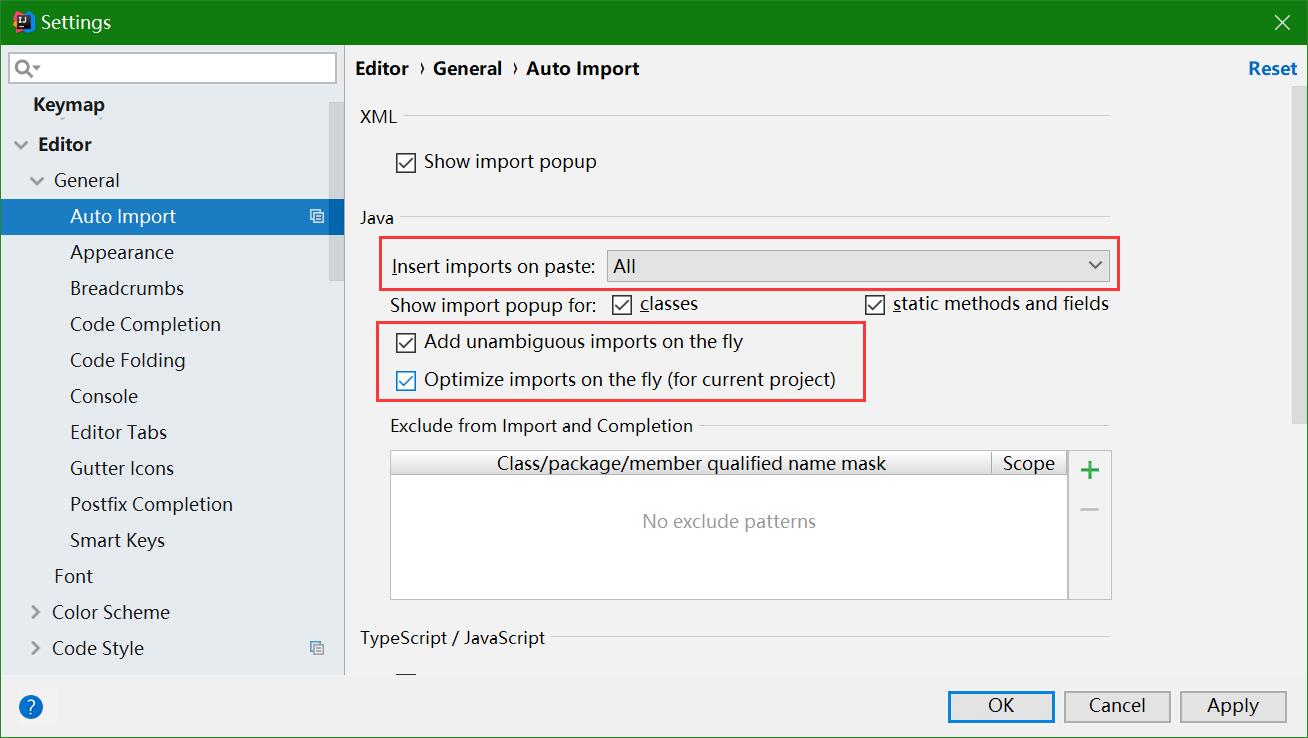 Settings
Keymap
Editor
General
Auto Import
Appearance
Breadcrumbs
Code Completion
Code Folding
Console
Editor Tabs
Gutter Icons
Postfix Completion
Smart Keys
Font
Color Scheme
Code Style
Editor › General › Auto Import
Reset
XML
Show import popup
Java
Insert imports on paste: All
Show import popup for: classes static methods and fields
Add unambiguous imports on the fly
Optimize imports on the fly (for current project)
Exclude from Import and Completion
Class/package/member qualified name mask Scope
No exclude patterns
TypeScript / JavaScript
? OK Cancel Apply